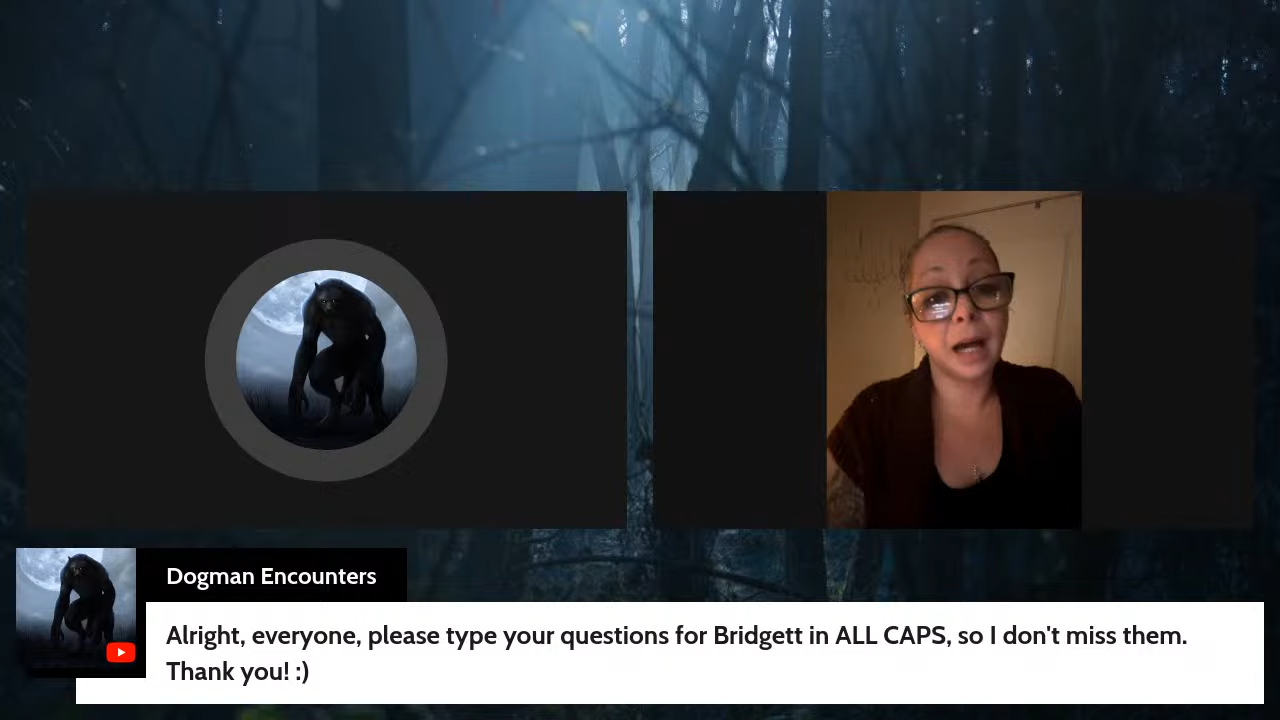 Dogman Encounters
Alright, everyone, please type your questions for Bridgett in ALL CAPS, so I don't miss them.
Thank you! :)